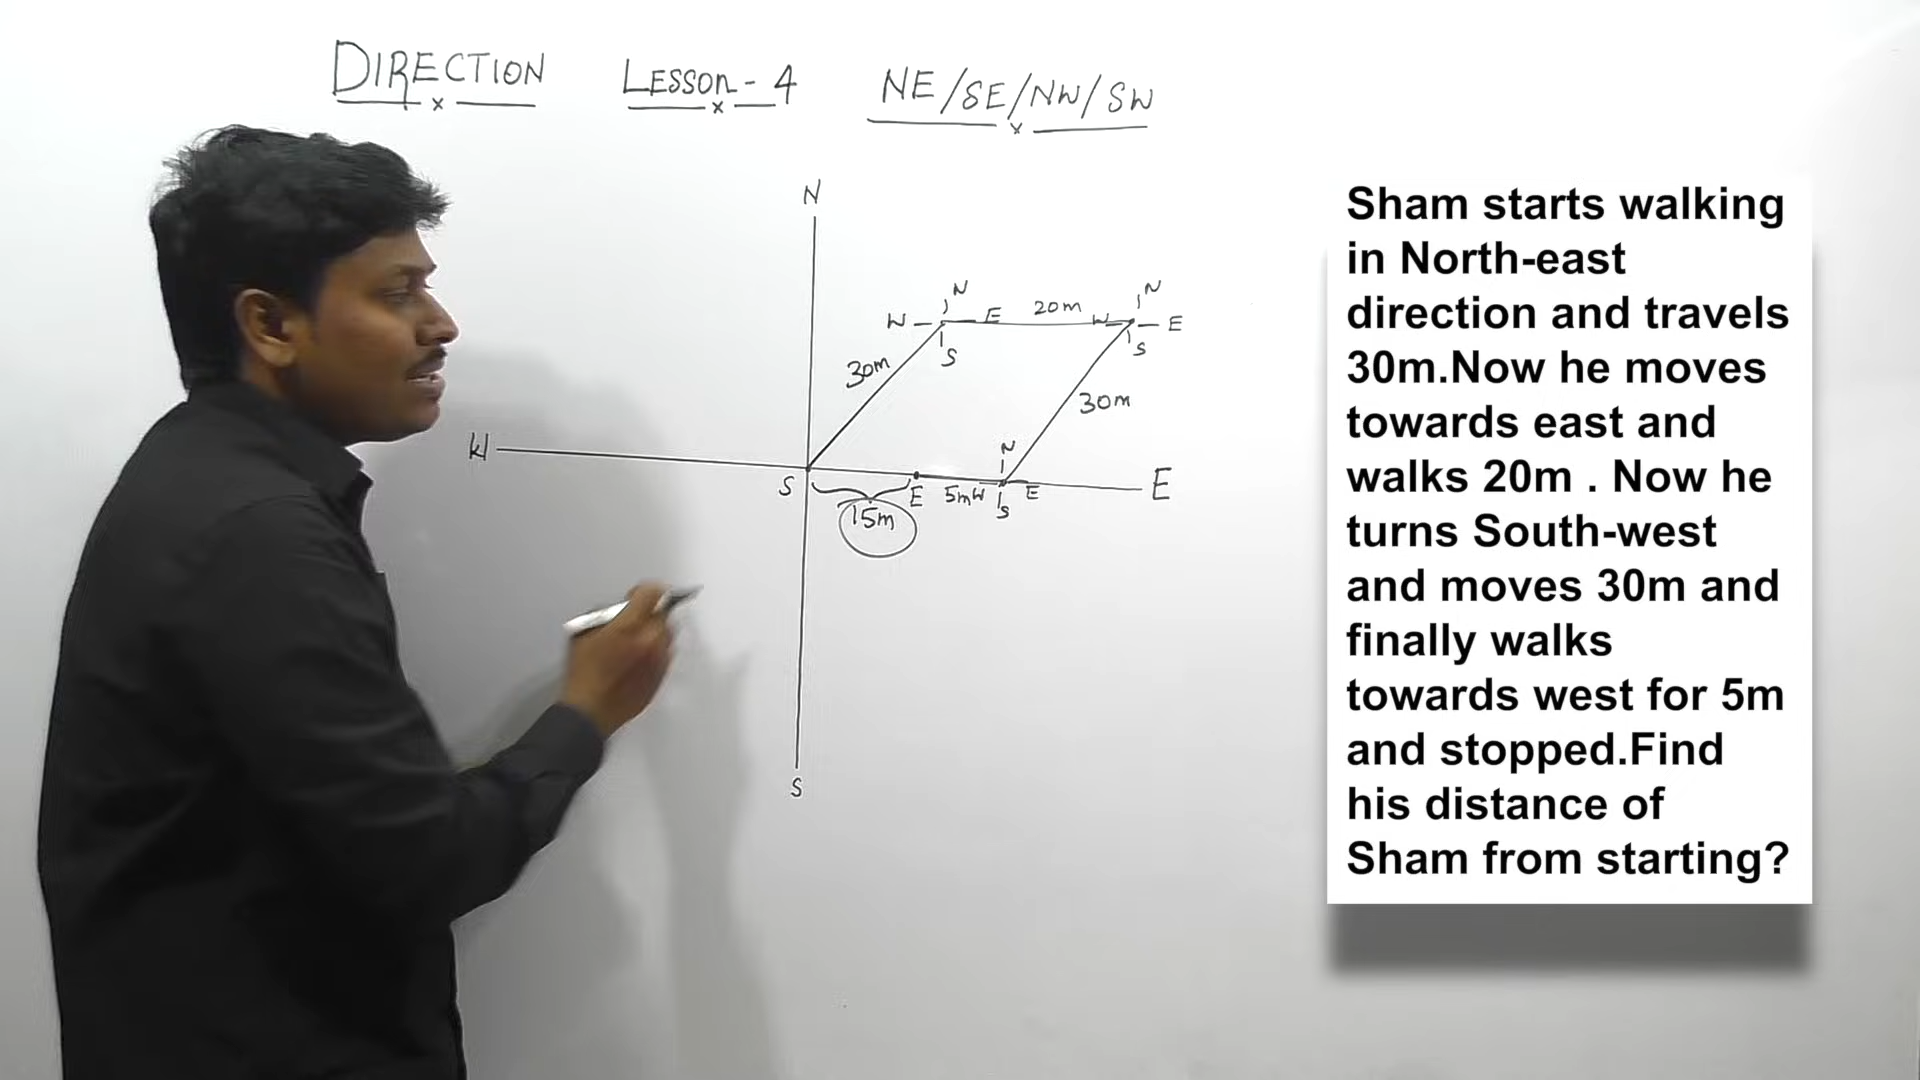 DIRECTION LESSON - 4 NE/SE/NW/SW
N
N N
W E 20m W E
S S
30m
30m
W N E
S E 5m W E
15m S
S
Sham starts walking
in North-east
direction and travels
30m.Now he moves
towards east and
walks 20m . Now he
turns South-west
and moves 30m and
finally walks
towards west for 5m
and stopped.Find
his distance of
Sham from starting?